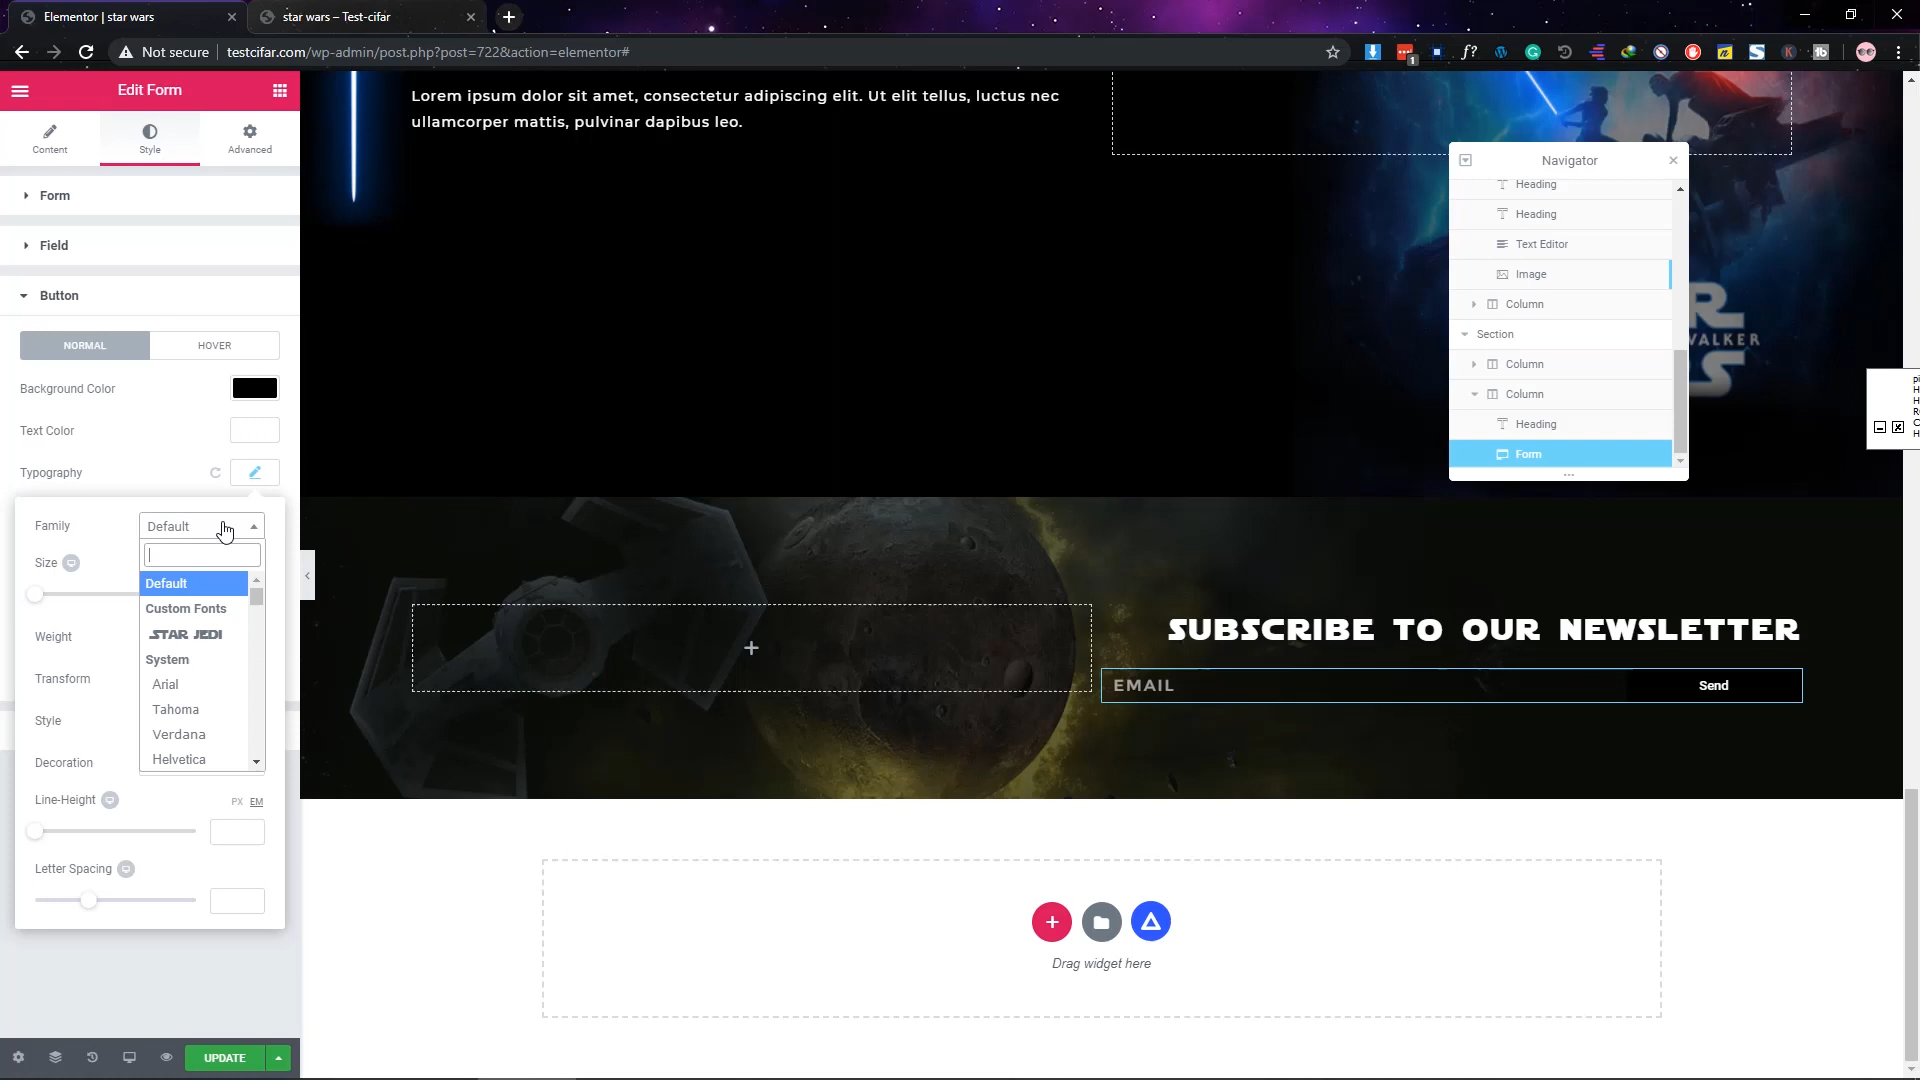 Elementor | star wars
star wars – Test-cifar
Not secure
testcifar.com/wp-admin/post.php?post=722&action=elementor#
Edit Form
Content
Style
Advanced
Form
Field
Button
NORMAL
HOVER
Background Color
Text Color
Typography
Family
Default
Size
Default
Custom Fonts
STAR JEDI
System
Arial
Tahoma
Verdana
Helvetica
Weight
Transform
Style
Decoration
Line-Height
PX EM
Letter Spacing
UPDATE
Lorem ipsum dolor sit amet, consectetur adipiscing elit. Ut elit tellus, luctus nec
ullamcorper mattis, pulvinar dapibus leo.
Navigator
Heading
Heading
Text Editor
Image
Column
Section
Column
Column
Heading
Form
SUBSCRIBE TO OUR NEWSLETTER
EMAIL
Send
Drag widget here